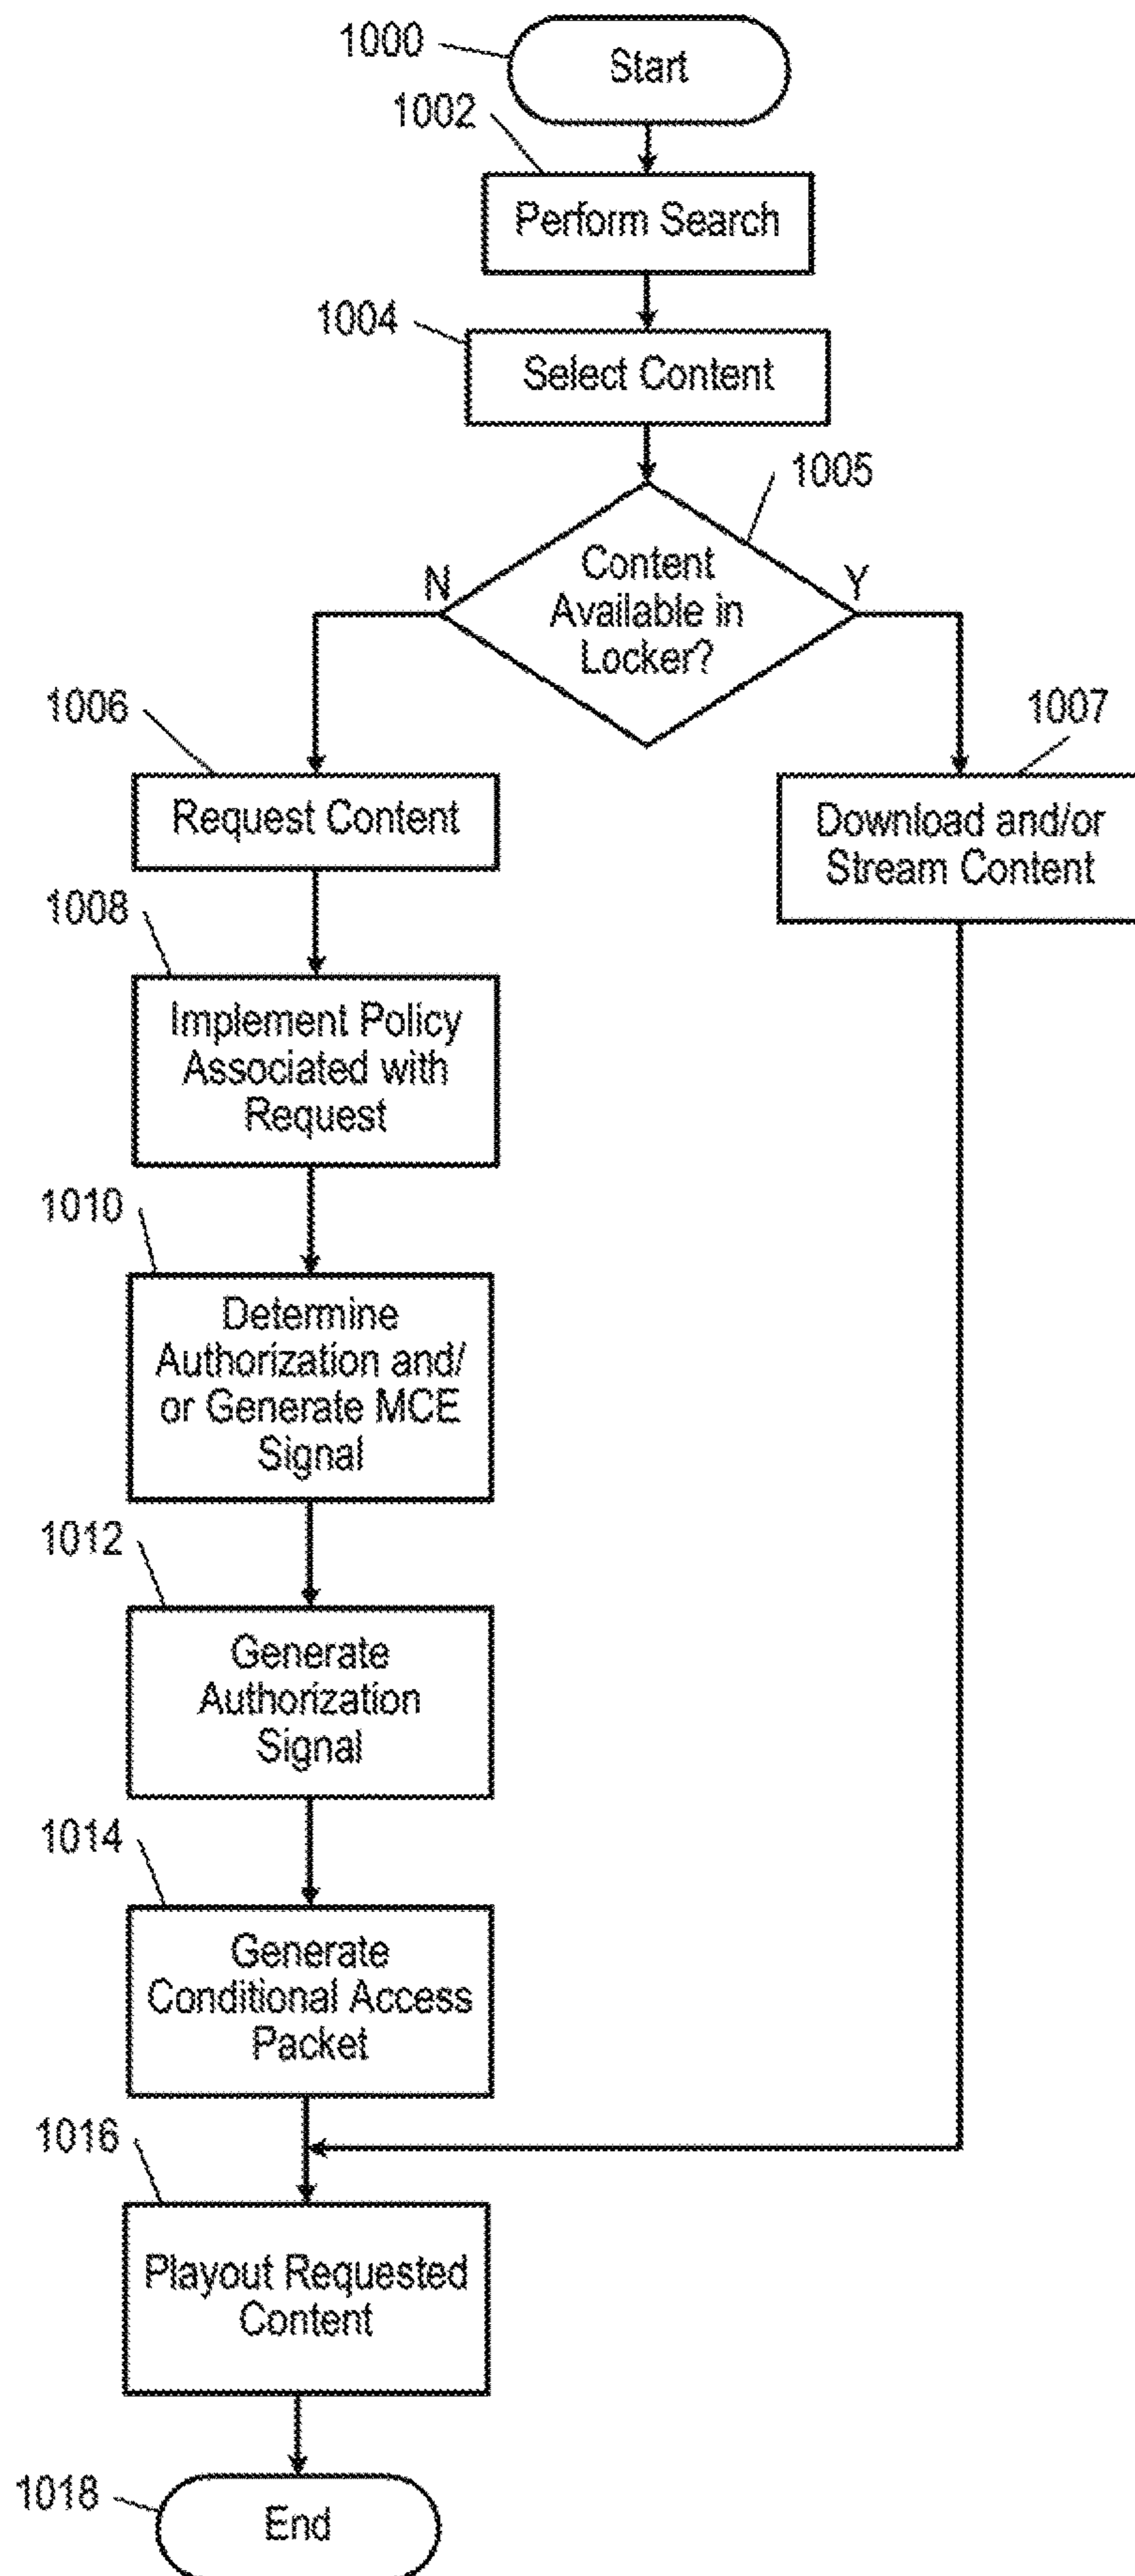 1000
Start
1002
Perform Search
1004
Select Content
1005
Content
Available in
Locker?
N
Y
1006
Request Content
1007
Download and/or
Stream Content
1008
Implement Policy
Associated with
Request
1010
Determine
Authorization and/
or Generate MCE
Signal
1012
Generate
Authorization
Signal
1014
Generate
Conditional Access
Packet
1016
Playout Requested
Content
1018
End